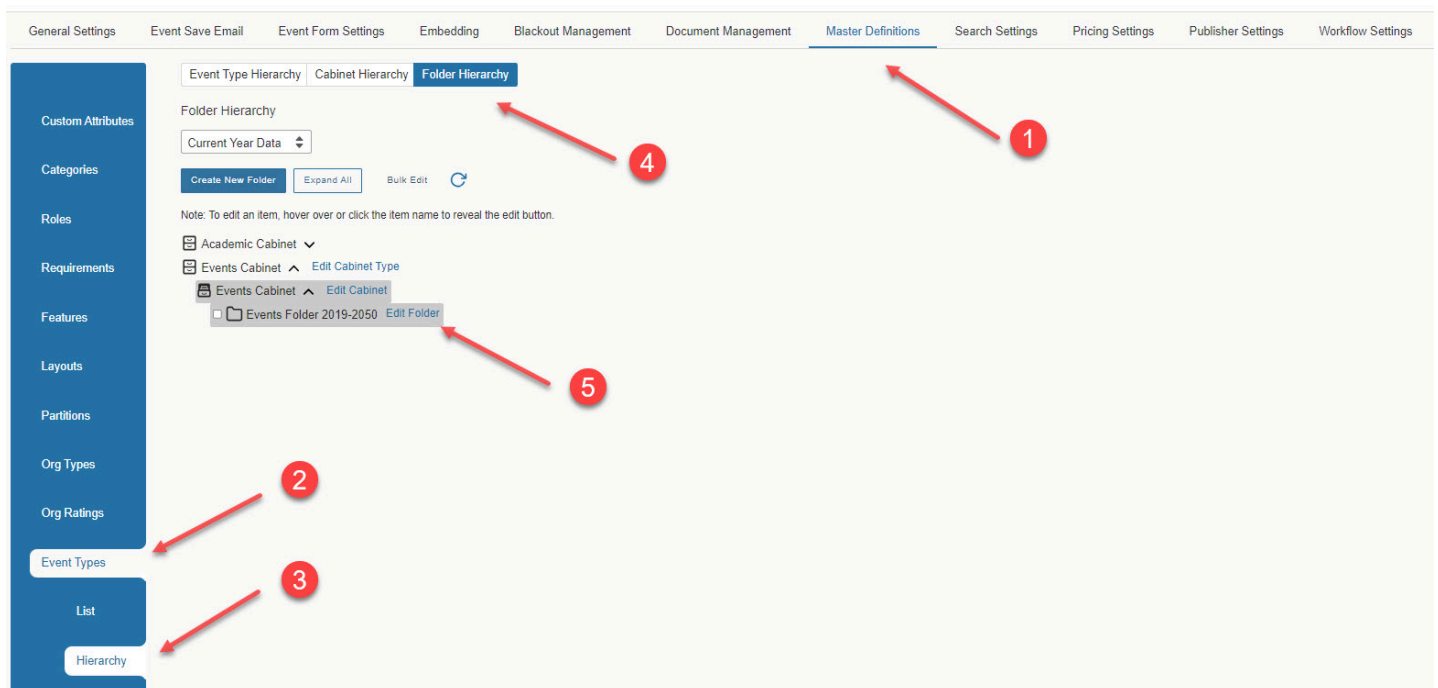 General Settings Event Save Email Event Form Settings Embedding Blackout Management Document Management Master Definitions Search Settings Pricing Settings Publisher Settings Workflow Settings
Event Type Hierarchy Cabinet Hierarchy Folder Hierarchy
1
Folder Hierarchy
Custom Attributes
Current Year Data
4
Categories
Create New Folder Expand All Bulk Edit
Roles
Note: To edit an item, hover over or click the item name to reveal the edit button.
Academic Cabinet
Requirements
Events Cabinet Edit Cabinet Type
Events Cabinet Edit Cabinet
Features
Events Folder 2019-2050 Edit Folder
Layouts
5
Partitions
Org Types
2
Org Ratings
Event Types
3
List
Hierarchy